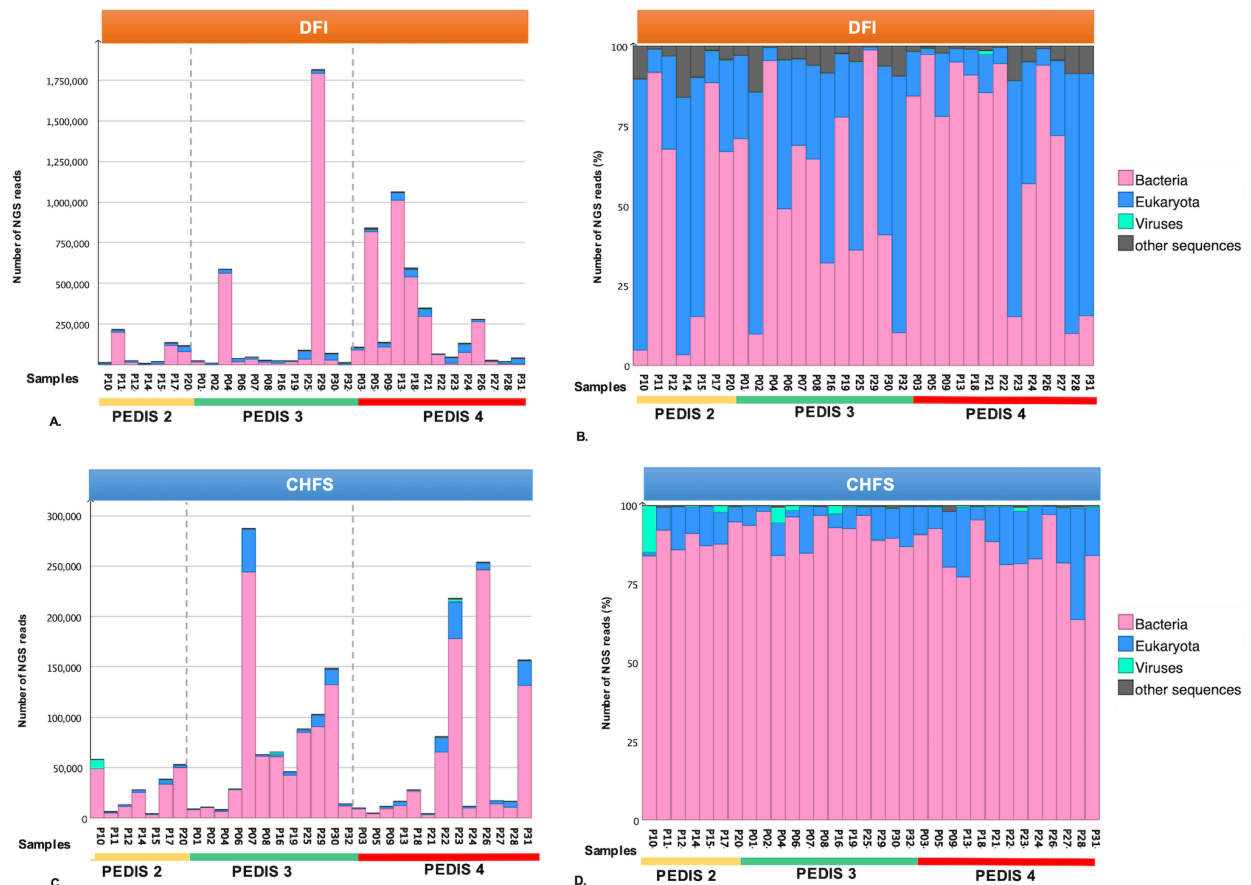 DFI
Number of NGS reads
1,750,000
1,500,000
1,250,000
1,000,000
750,000
500,000
250,000
Samples P10 P11 P12 P14 P15 P17 P20 P01 P02 P04 P06 P07 P08 P16 P19 P25 P29 P30 P32 P03 P05 P09 P13 P18 P21 P22 P23 P24 P26 P27 P28 P31
PEDIS 2 PEDIS 3 PEDIS 4
A.
DFI
Number of NGS reads (%)
100
75
50
25
0
Samples P10 P11 P12 P14 P15 P17 P20 P01 P02 P04 P06 P07 P08 P16 P19 P25 P29 P30 P32 P03 P05 P09 P13 P18 P21 P22 P23 P24 P26 P27 P28 P31
PEDIS 2 PEDIS 3 PEDIS 4
B.
Bacteria
Eukaryota
Viruses
other sequences
CHFS
Number of NGS reads
300,000
250,000
200,000
150,000
100,000
50,000
0
Samples P10 P11 P12 P14 P15 P17 P20 P01 P02 P04 P06 P07 P08 P16 P19 P25 P29 P30 P32 P03 P05 P09 P13 P18 P21 P22 P23 P24 P26 P27 P28 P31
PEDIS 2 PEDIS 3 PEDIS 4
C.
CHFS
Number of NGS reads (%)
100
75
50
25
0
Samples P10 P11 P12 P14 P15 P17 P20 P01 P02 P04 P06 P07 P08 P16 P19 P25 P29 P30 P32 P03 P05 P09 P13 P18 P21 P22 P23 P24 P26 P27 P28 P31
PEDIS 2 PEDIS 3 PEDIS 4
D.
Bacteria
Eukaryota
Viruses
other sequences